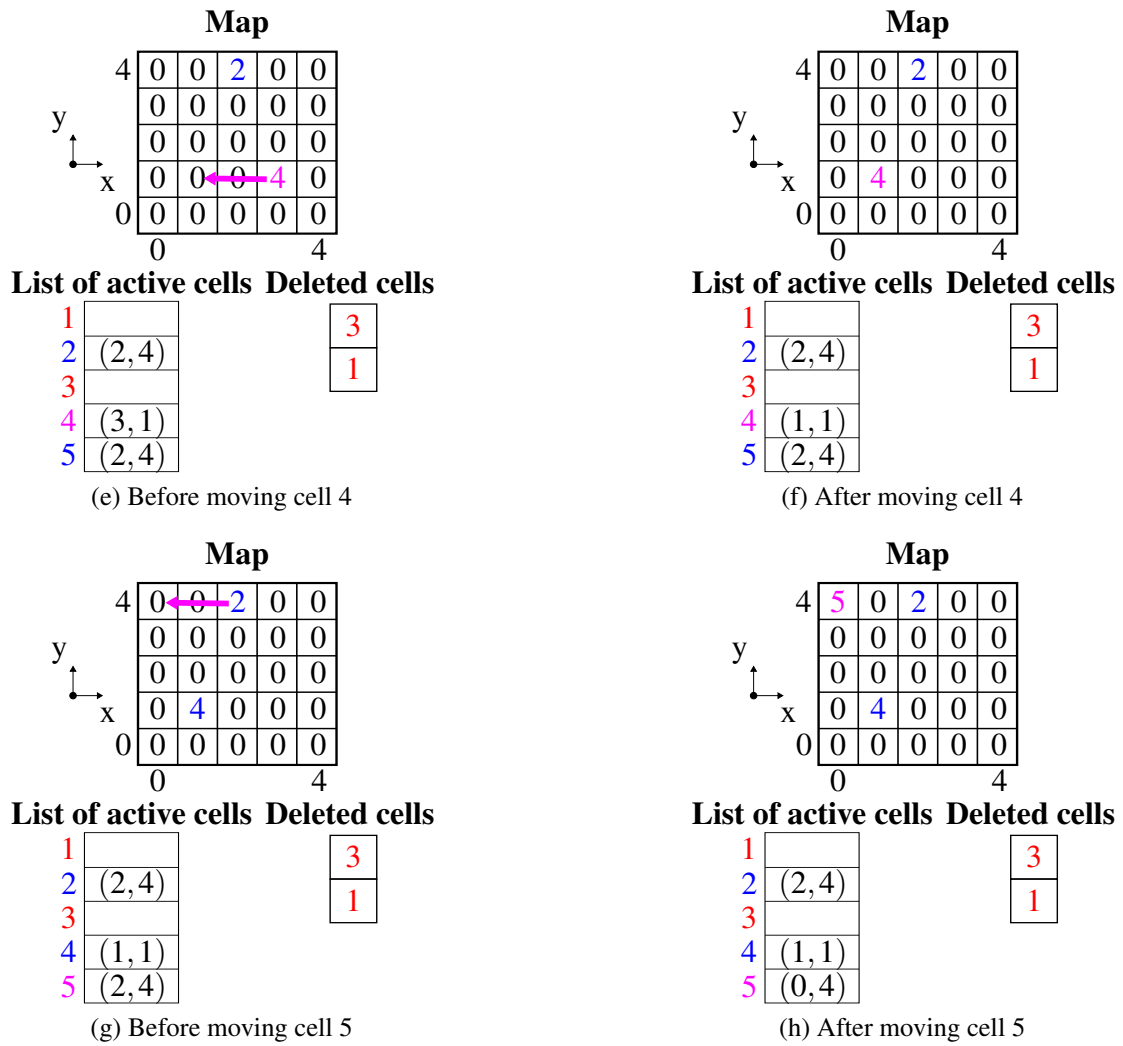 Map
4 0 0 2 0 0
0 0 0 0 0
y
0 0 0 0 0
x 0 0 0 4 0
0 0 0 0 0 0
0 4
List of active cells Deleted cells
1
2 (2,4)
3
4 (3,1)
5 (2,4)
3
1
(e) Before moving cell 4
Map
4 0 0 2 0 0
0 0 0 0 0
y
0 0 0 0 0
x 0 4 0 0 0
0 0 0 0 0 0
0 4
List of active cells Deleted cells
1
2 (2,4)
3
4 (1,1)
5 (2,4)
3
1
(f) After moving cell 4
Map
4 0 0 2 0 0
0 0 0 0 0
y
0 0 0 0 0
x 0 4 0 0 0
0 0 0 0 0 0
0 4
List of active cells Deleted cells
1
2 (2,4)
3
4 (1,1)
5 (2,4)
3
1
(g) Before moving cell 5
Map
4 5 0 2 0 0
0 0 0 0 0
y
0 0 0 0 0
x 0 4 0 0 0
0 0 0 0 0 0
0 4
List of active cells Deleted cells
1
2 (2,4)
3
4 (1,1)
5 (0,4)
3
1
(h) After moving cell 5